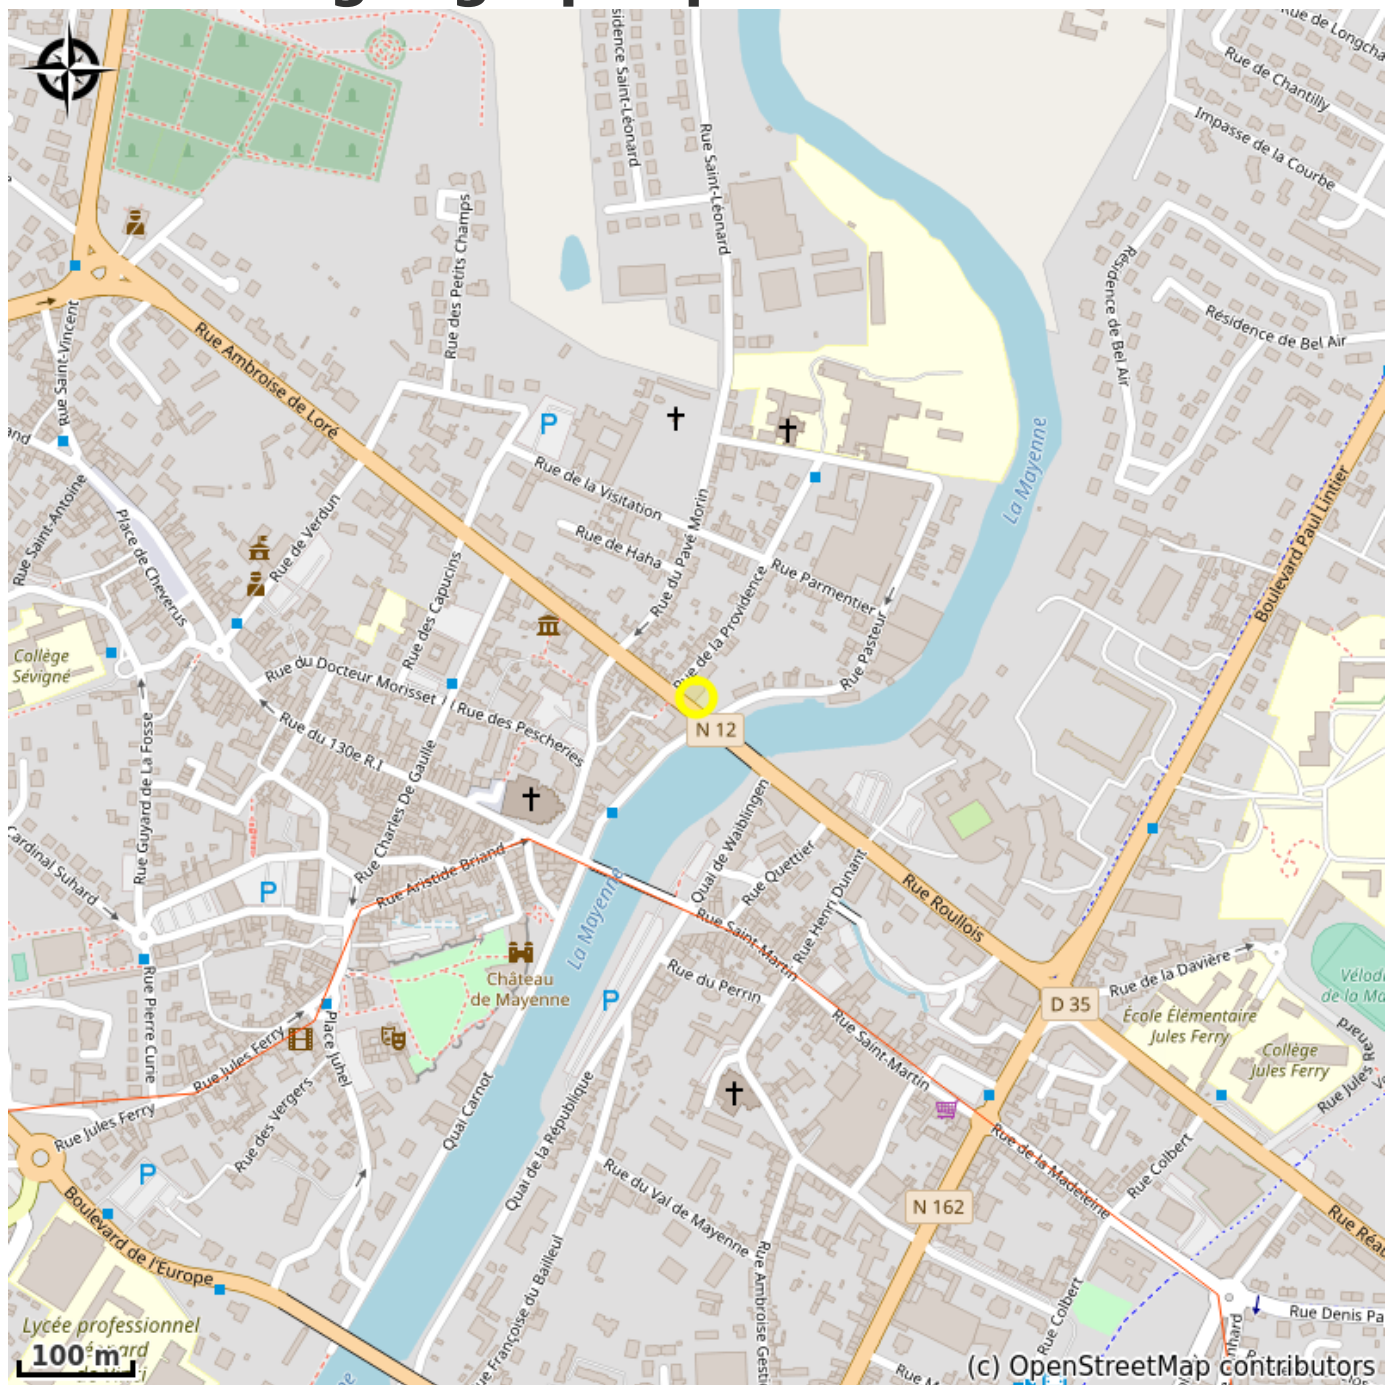 Rue de Longcha
Rue de Chantilly
Impasse de la Courbe
sidence Saint-Léonard
Rue Saint-Léonard
Rue des Petits Champs
Résidence de Bel Air
Résidence de Bel Air
Rue Saint-Vincent
Rue Ambroise de Loré
P
and
Rue Saint-Antoine
Place de Cheverus
Rue de Verdun
Rue de la Visitation
Rue de Haha
Rue du Pavé Morin
La Mayenne
Boulevard Paul Lintier
Rue des Capucins
Rue de la Providence
Rue Parmentier
Rue Pasteur
Collège
Sévigné
Rue du Docteur Morisset
Rue des Pescheries
N 12
Rue du 130e R.I
Rue Guyard de La Fosse
Rue Charles De Gaulle
Cardinal Suhard
P
Rue Aristide Briand
La Mayenne
Quai de Waiblingen
Rue Quettier
Rue Henri Dunant
Rue Roullois
Rue Saint-Martin
Rue du Perrin
Rue de la Davière
Vélodr
de la Ma
Château
de Mayenne
P
D 35
École Élémentaire
Jules Ferry
Collège
Jules Ferry
Rue Jules Renard
Rue Pierre Curie
Rue Jules Ferry
Place Juhel
Rue Saint-Martin
Rue Jules Ferry
Rue des Vergers
Quai Carnot
Quai de la République
P
Rue de la Madeleine
Rue Colbert
N 162
Rue du Val de Mayenne
Boulevard de l'Europe
Rue Réau
Rue Françoise du Bailleul
Rue Ambroise Gesti
Rue Colbert
Rue Denis Pa
Lycée professionnel
100 m
(c) OpenStreetMap contributors